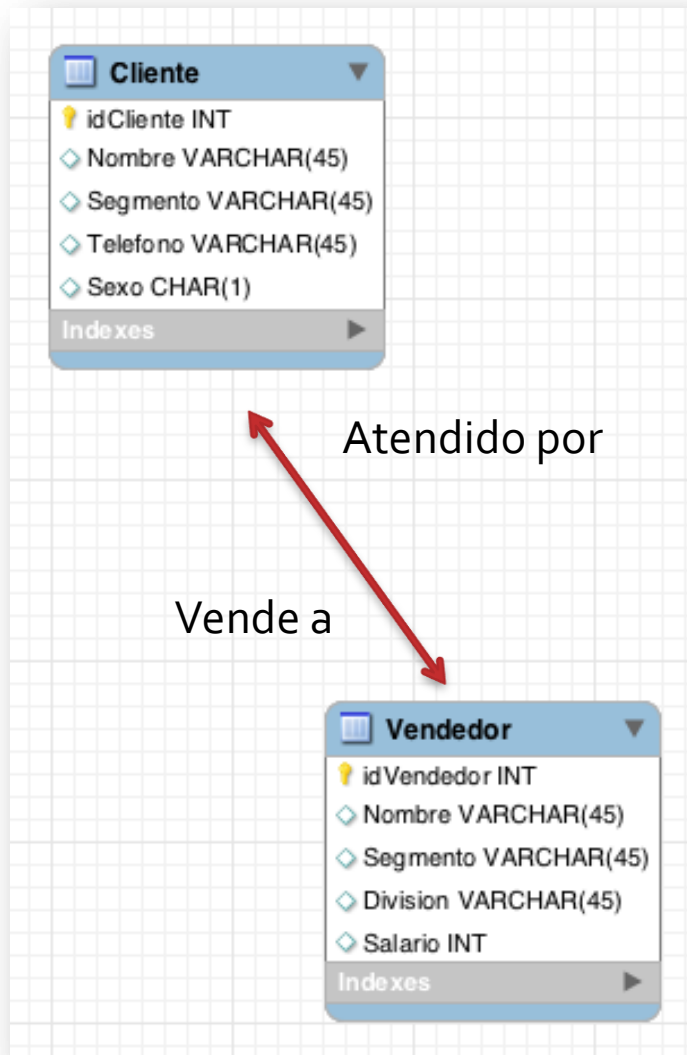 Cliente
idCliente INT
Nombre VARCHAR(45)
Segmento VARCHAR(45)
Telefono VARCHAR(45)
Sexo CHAR(1)
Indexes
Atendido por
Vende a
Vendedor
idVendedor INT
Nombre VARCHAR(45)
Segmento VARCHAR(45)
Division VARCHAR(45)
Salario INT
Indexes